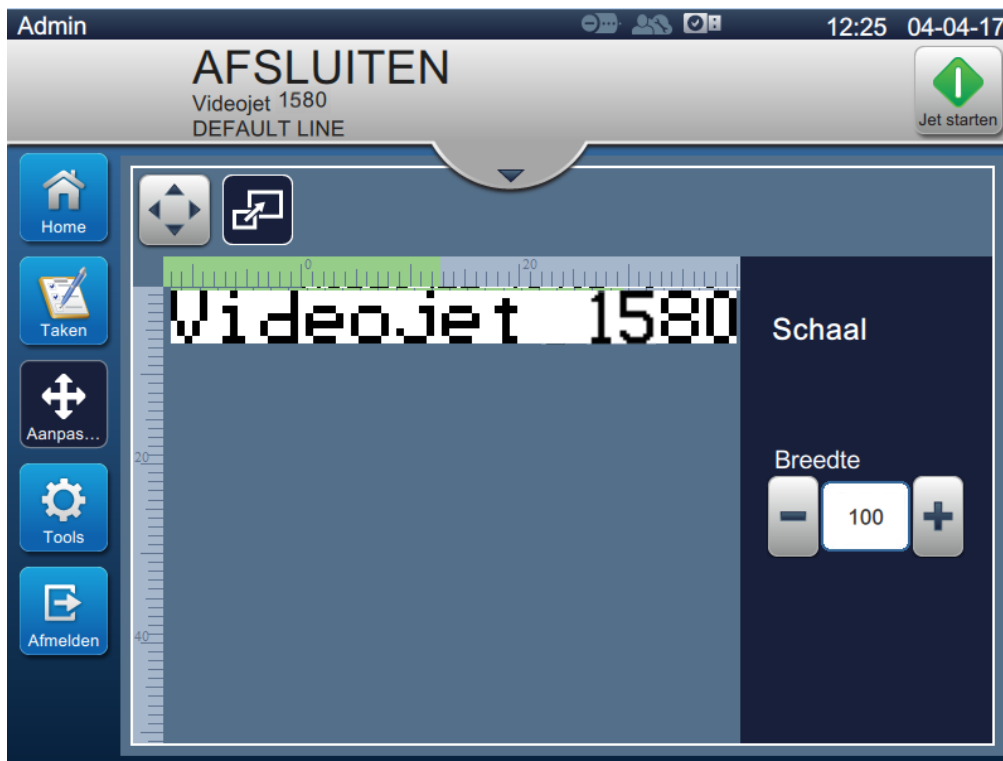 Admin 12:25 04-04-17
AFSLUITEN
Videojet 1580
DEFAULT LINE
Jet starten
Home
Taken
Aanpas...
Tools
Afmelden
0 20
Videojet 1580
20
40
Schaal
Breedte
100